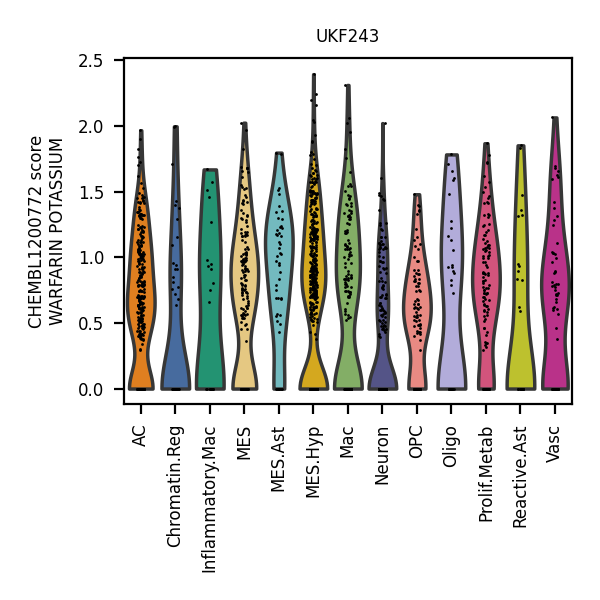 UKF243
CHEMBL1200772 score
WARFARIN POTASSIUM
2.5
2.0
1.5
1.0
0.5
0.0
AC
Chromatin.Reg
Inflammatory.Mac
MES
MES.Ast
MES.Hyp
Mac
Neuron
OPC
Oligo
Prolif.Metab
Reactive.Ast
Vasc